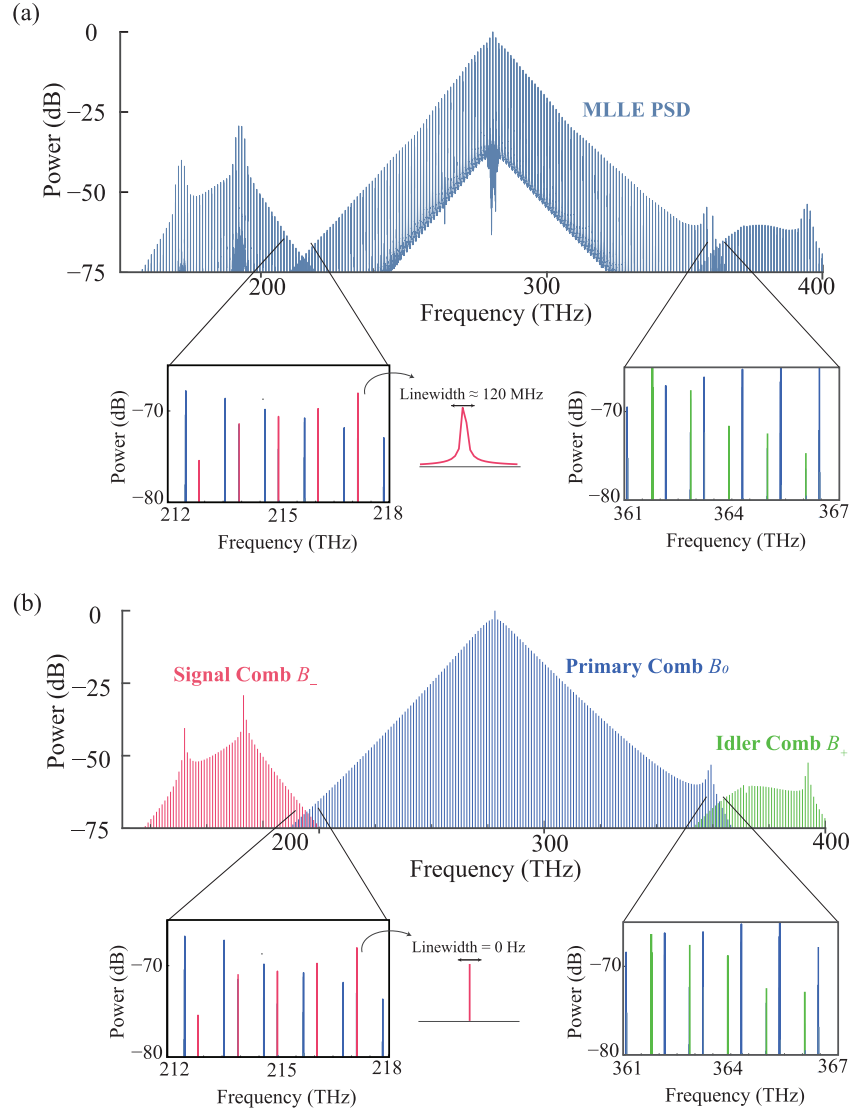 (a)
0
−25
−50
−75
Power (dB)
MLLE PSD
200
300
400
Frequency (THz)
Linewidth ≈ 120 MHz
−70
−80
Power (dB)
212
215
218
Frequency (THz)
−70
−80
Power (dB)
361
364
367
Frequency (THz)
(b)
0
−25
−50
−75
Power (dB)
Signal Comb B_
Primary Comb B₀
Idler Comb B₊
200
300
400
Frequency (THz)
Linewidth = 0 Hz
−70
−80
Power (dB)
212
215
218
Frequency (THz)
−70
−80
Power (dB)
361
364
367
Frequency (THz)